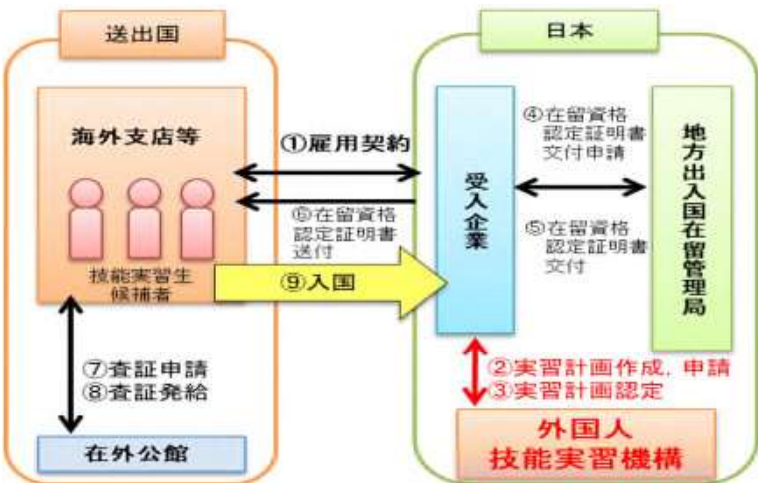 送出国
日本
海外支店等
技能実習生
候補者
①雇用契約
⑥在留資格
認定証明書
送付
⑨入国
⑦査証申請
⑧査証発給
在外公館
受入企業
④在留資格
認定証明書
交付申請
⑤在留資格
認定証明書
交付
地方出入国在留管理局
②実習計画作成，申請
③実習計画認定
外国人
技能実習機構